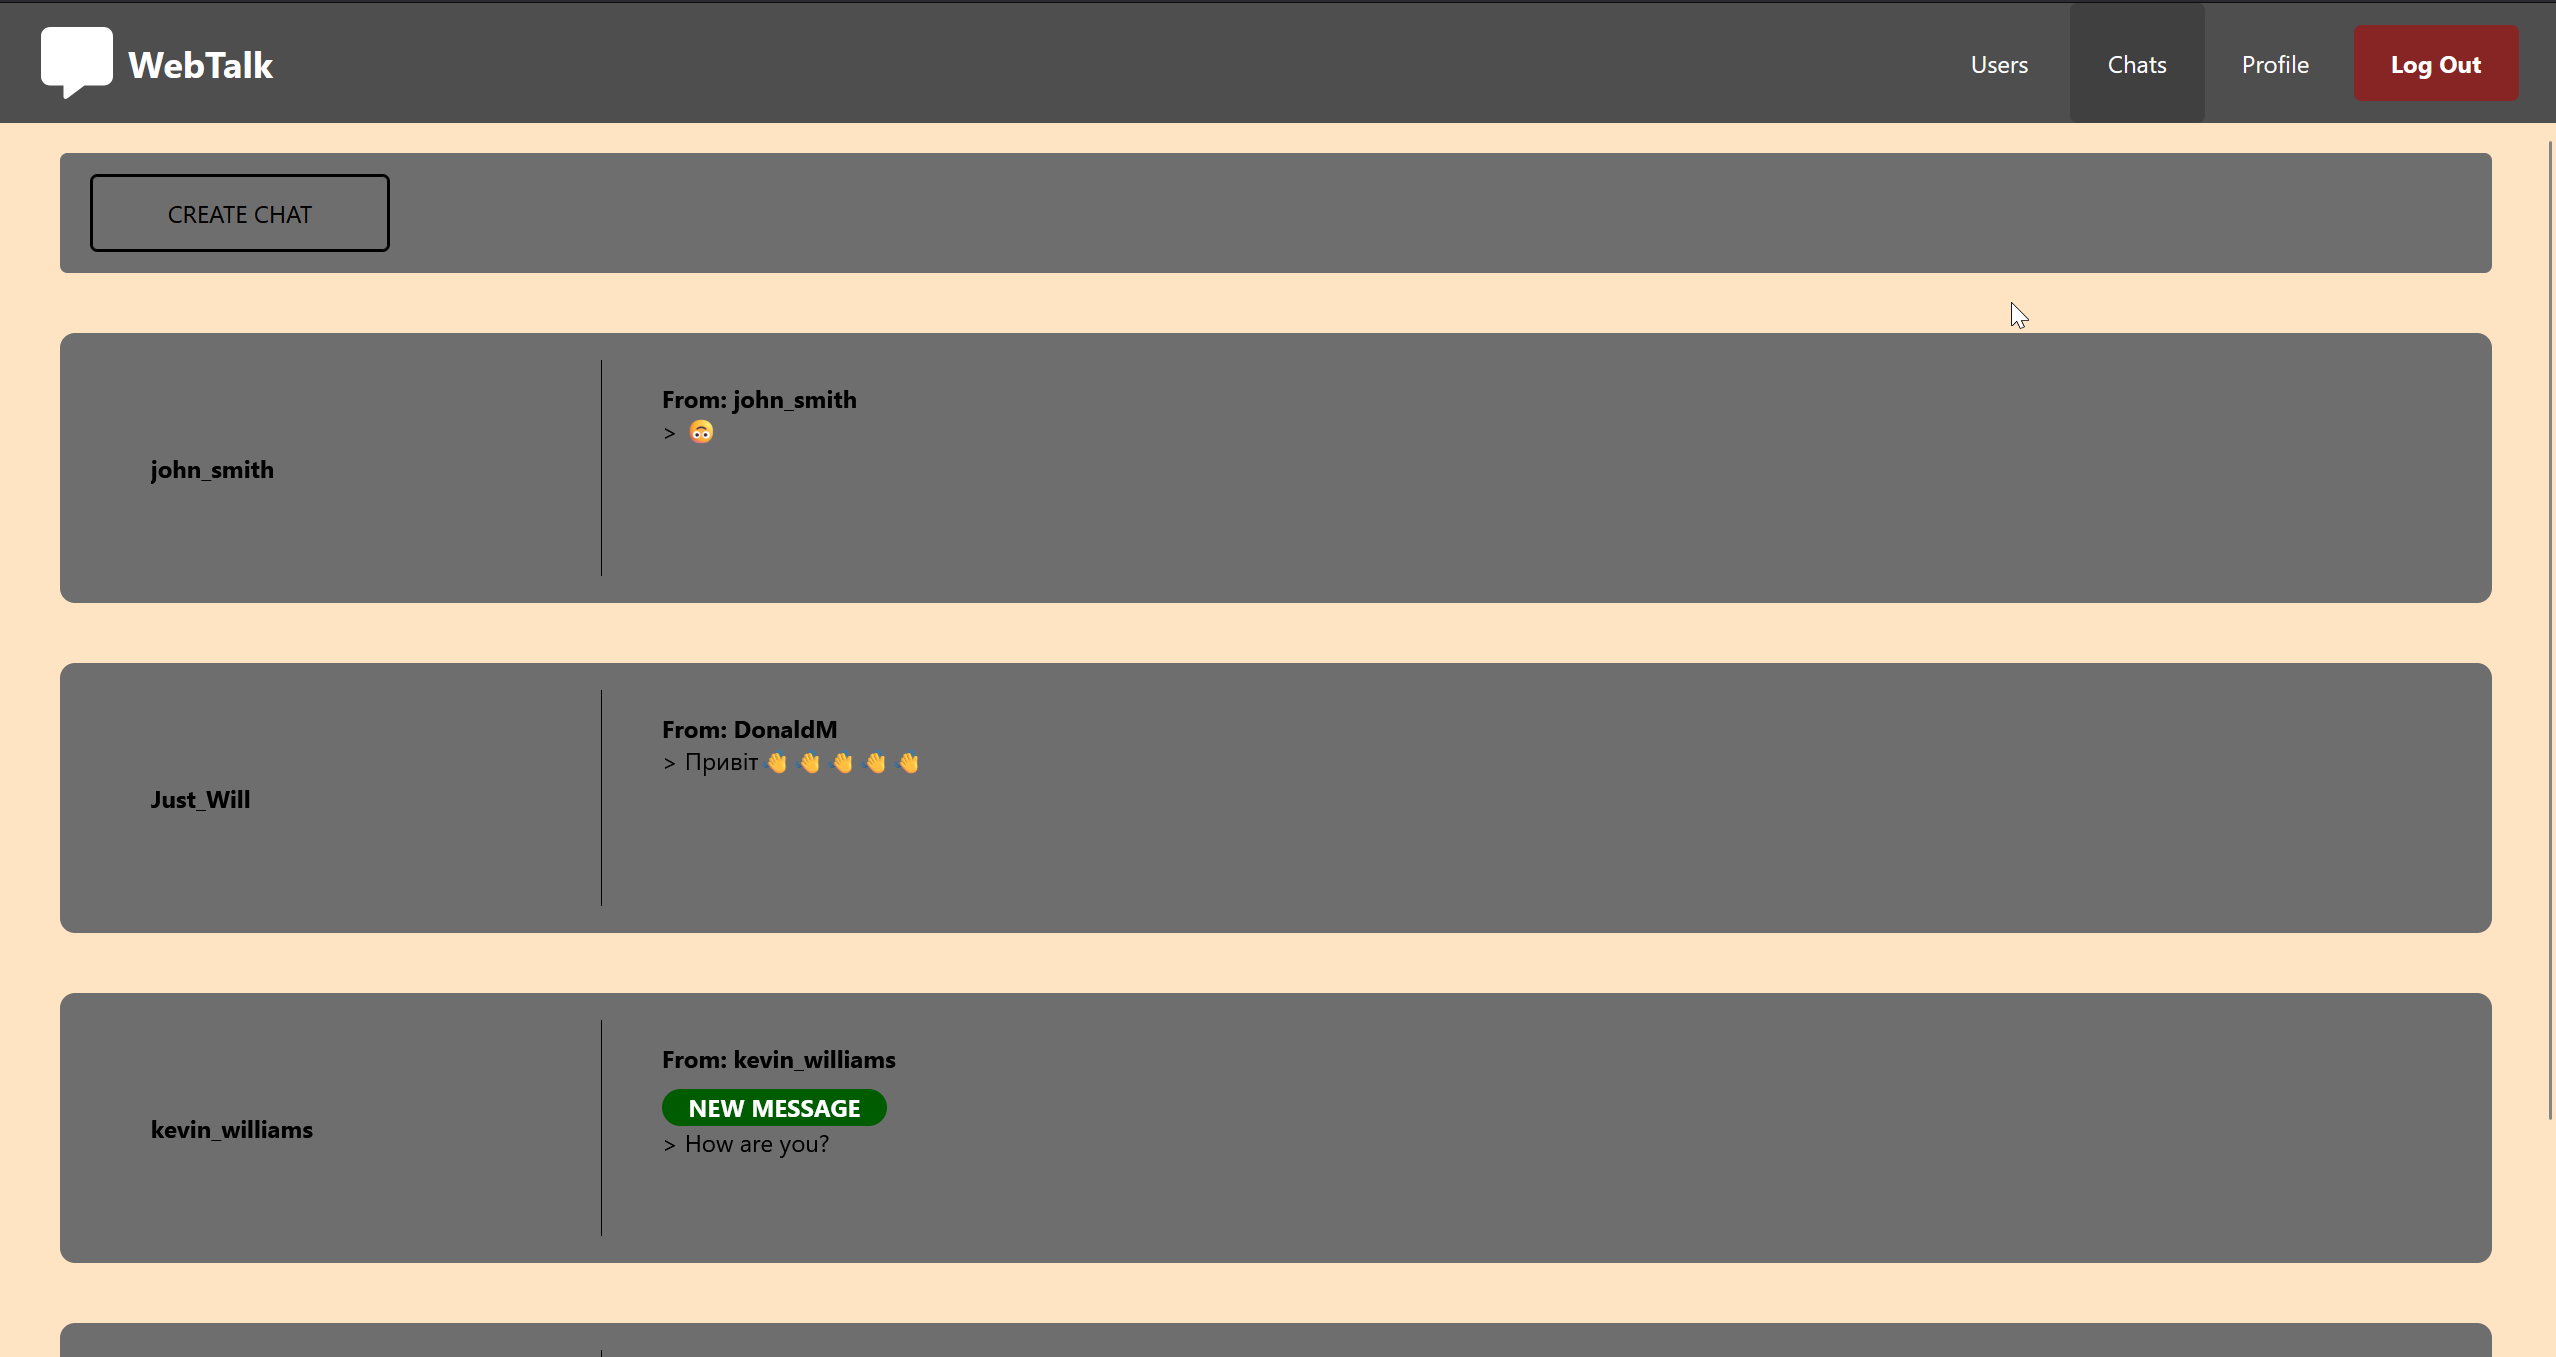 WebTalk
Users
Chats
Profile
Log Out
CREATE CHAT
john_smith
From: john_smith
> 🙃
Just_Will
From: DonaldM
> Привіт 👋 👋 👋 👋 👋
kevin_williams
From: kevin_williams
NEW MESSAGE
> How are you?